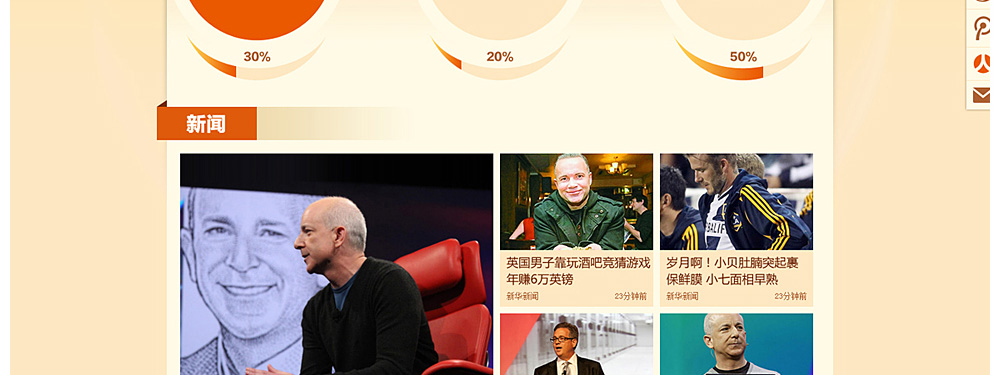 30%
20%
50%
新闻
英国男子靠玩酒吧竞猜游戏
年赚6万英镑
新华新闻
23分钟前
岁月啊！小贝肚腩突起裹
保鲜膜 小七面相早熟
新华新闻
23分钟前